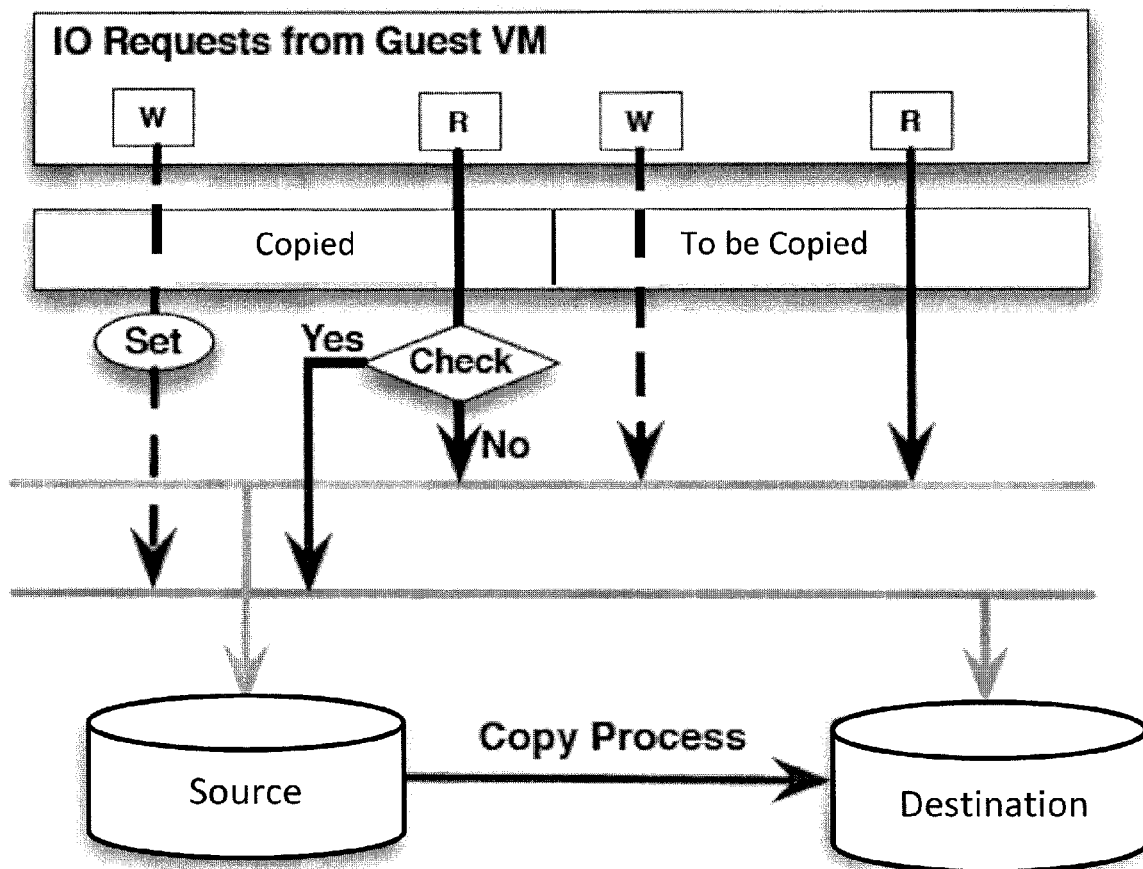 IO Requests from Guest VM
W
R
W
R
Copied
To be Copied
Set
Yes
Check
No
Copy Process
Source
Destination